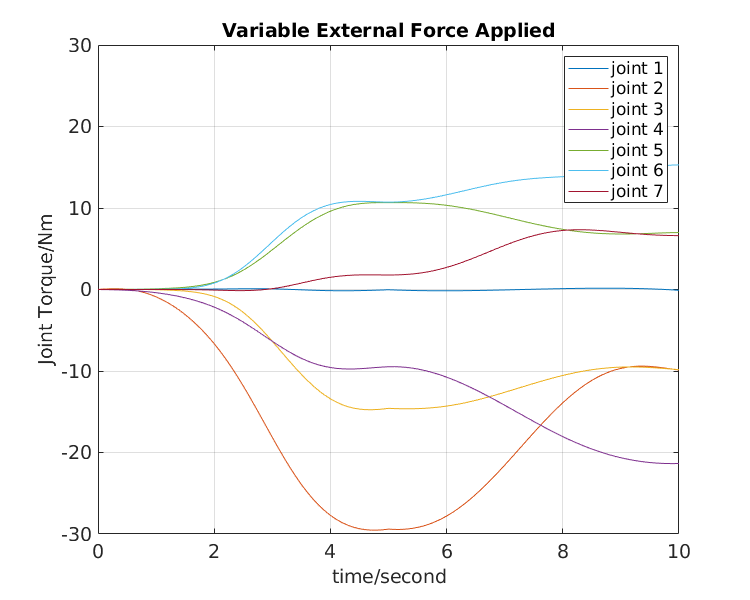 Variable External Force Applied
30
20
10
0
-10
-20
-30
Joint Torque/Nm
joint 1
joint 2
joint 3
joint 4
joint 5
joint 6
joint 7
0
2
4
6
8
10
time/second